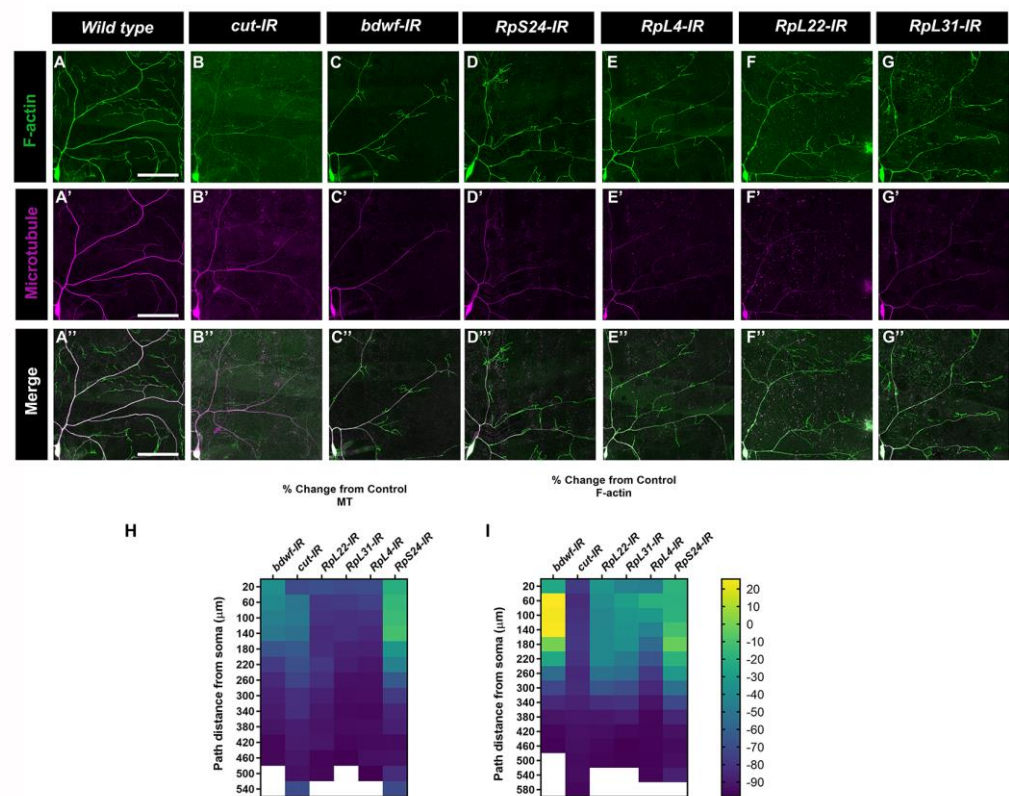 Wild type cut-IR bdwf-IR RpS24-IR RpL4-IR RpL22-IR RpL31-IR
F-actin
A B C D E F G
Microtubule
A' B' C' D' E' F' G'
Merge
A'' B'' C'' D''' E'' F'' G''
% Change from Control
MT
% Change from Control
F-actin
H
bdwf-IR cut-IR RpL22-IR RpL31-IR RpL4-IR RpS24-IR
Path distance from soma (μm)
20
60
100
140
180
220
260
300
340
380
420
460
500
540
I
bdwf-IR cut-IR RpL22-IR RpL31-IR RpL4-IR RpS24-IR
Path distance from soma (μm)
20
60
100
140
180
220
260
300
340
380
420
460
500
540
580
20
10
0
-10
-20
-30
-40
-50
-60
-70
-80
-90